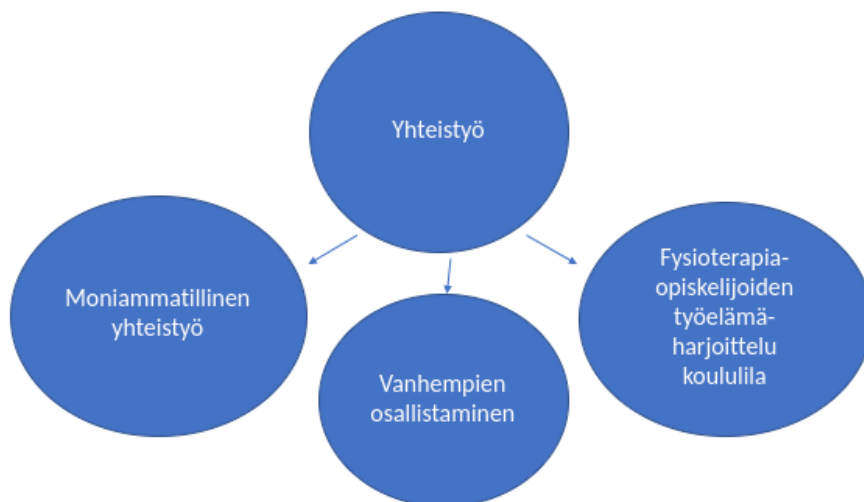 Yhteistyö
Moniammatillinen
yhteistyö
Vanhempien
osallistaminen
Fysioterapia-
opiskelijoiden
työelämä-
harjoittelu
koululila